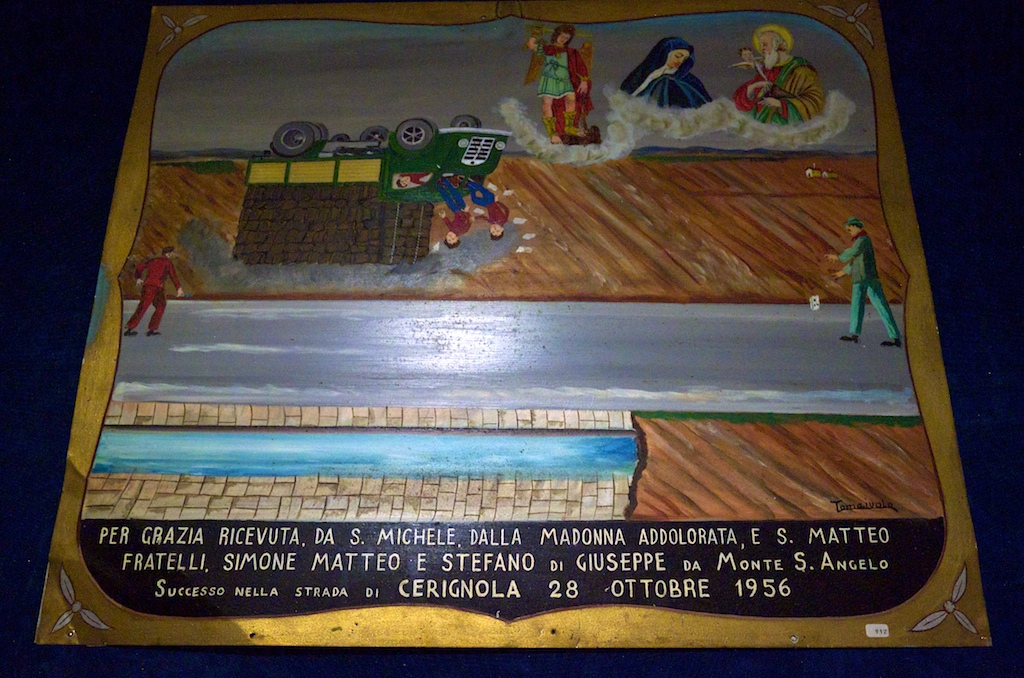 Tomaiuolo
PER GRAZIA RICEVUTA, DA S. MICHELE, DALLA MADONNA ADDOLORATA, E S. MATTEO
FRATELLI, SIMONE MATTEO E STEFANO DI GIUSEPPE DA MONTE S. ANGELO
SUCCESSO NELLA STRADA DI CERIGNOLA 28 OTTOBRE 1956